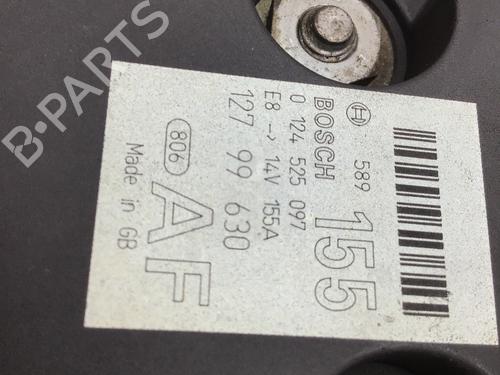 589
155
BOSCH
0 124 525 097
E8 -> 14V 155A
127 99 630
806
AF
Made in GB
B-PARTS